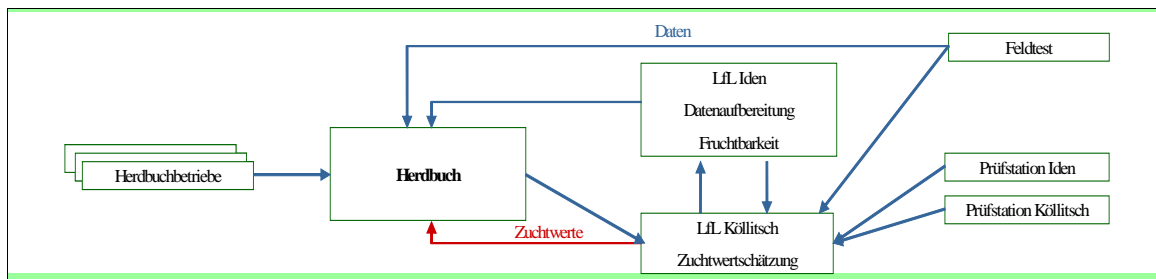 Daten
Feldtest
LfL Iden
Datenaufbereitung
Fruchtbarkeit
Herdbuchbetriebe
Herdbuch
Prüfstation Iden
Prüfstation Köllitsch
Zuchtwerte
LfL Köllitsch
Zuchtwertschätzung